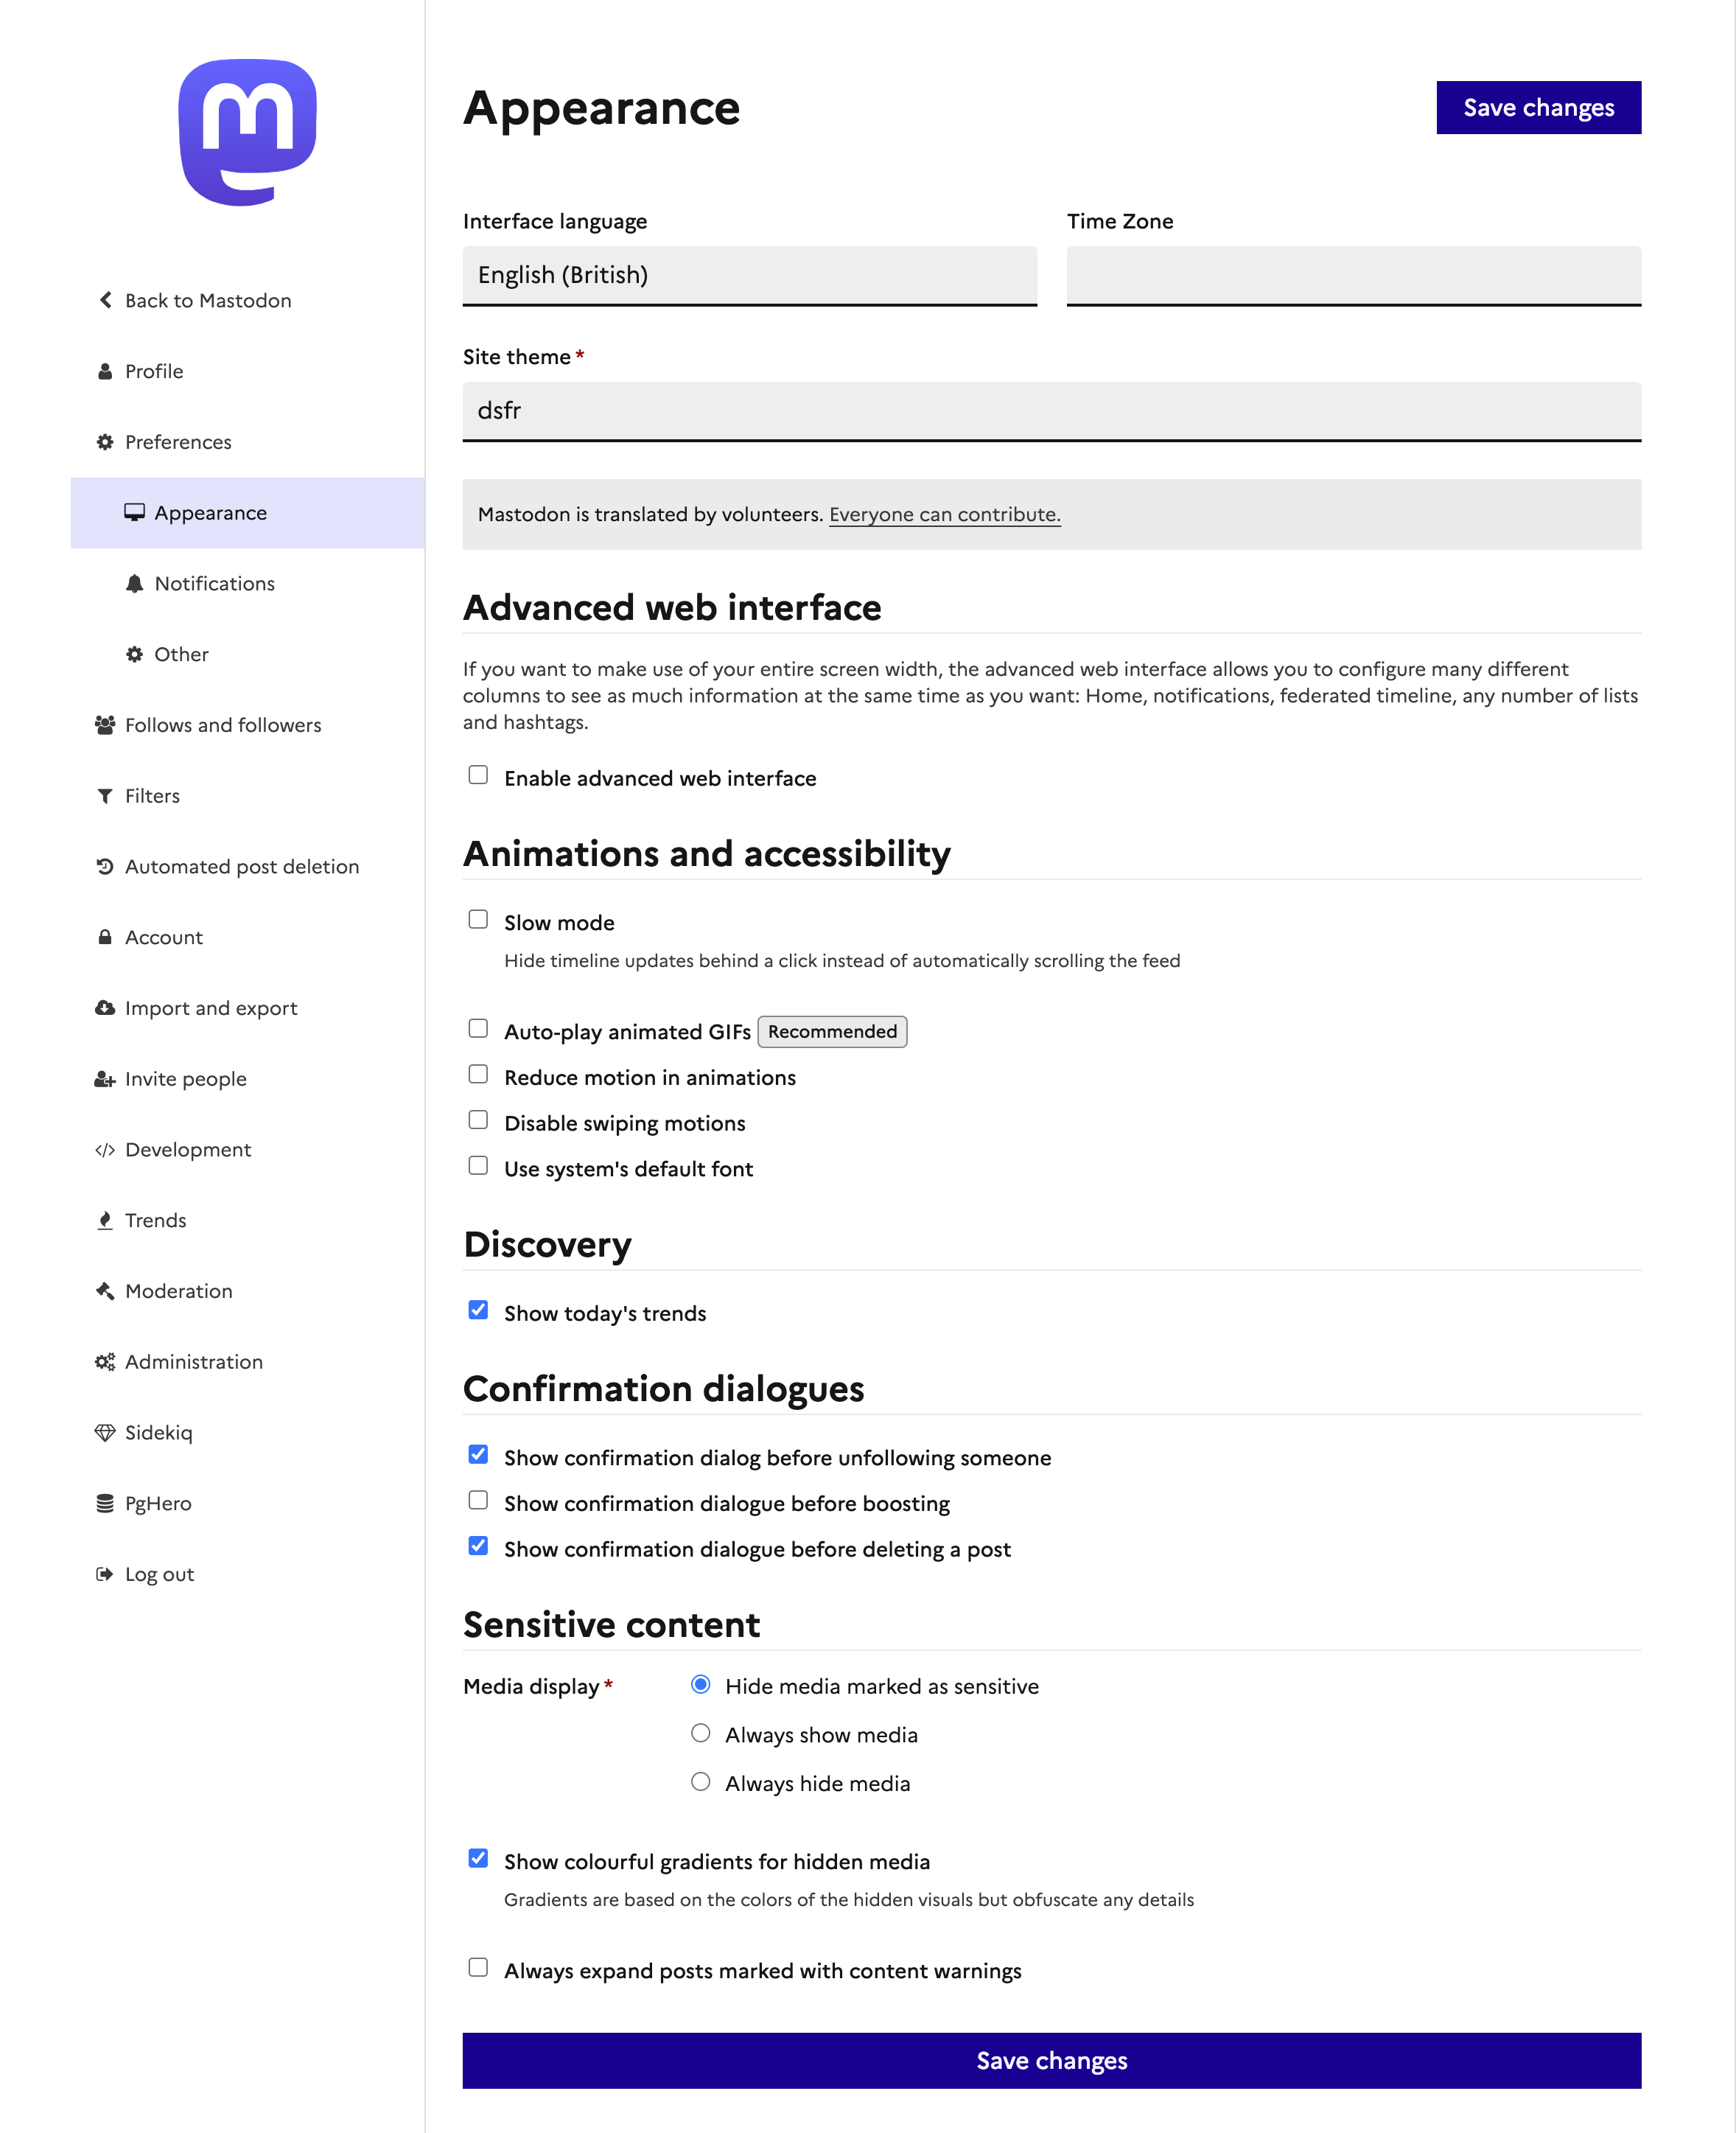 Back to Mastodon
Profile
Preferences
Appearance
Notifications
Other
Follows and followers
Filters
Automated post deletion
Account
Import and export
Invite people
Development
Trends
Moderation
Administration
Sidekiq
PgHero
Log out
Appearance
Save changes
Interface language
English (British)
Time Zone
Site theme *
dsfr
Mastodon is translated by volunteers. Everyone can contribute.
Advanced web interface
If you want to make use of your entire screen width, the advanced web interface allows you to configure many different
columns to see as much information at the same time as you want: Home, notifications, federated timeline, any number of lists
and hashtags.
Enable advanced web interface
Animations and accessibility
Slow mode
Hide timeline updates behind a click instead of automatically scrolling the feed
Auto-play animated GIFs Recommended
Reduce motion in animations
Disable swiping motions
Use system's default font
Discovery
Show today's trends
Confirmation dialogues
Show confirmation dialog before unfollowing someone
Show confirmation dialogue before boosting
Show confirmation dialogue before deleting a post
Sensitive content
Media display *
Hide media marked as sensitive
Always show media
Always hide media
Show colourful gradients for hidden media
Gradients are based on the colors of the hidden visuals but obfuscate any details
Always expand posts marked with content warnings
Save changes